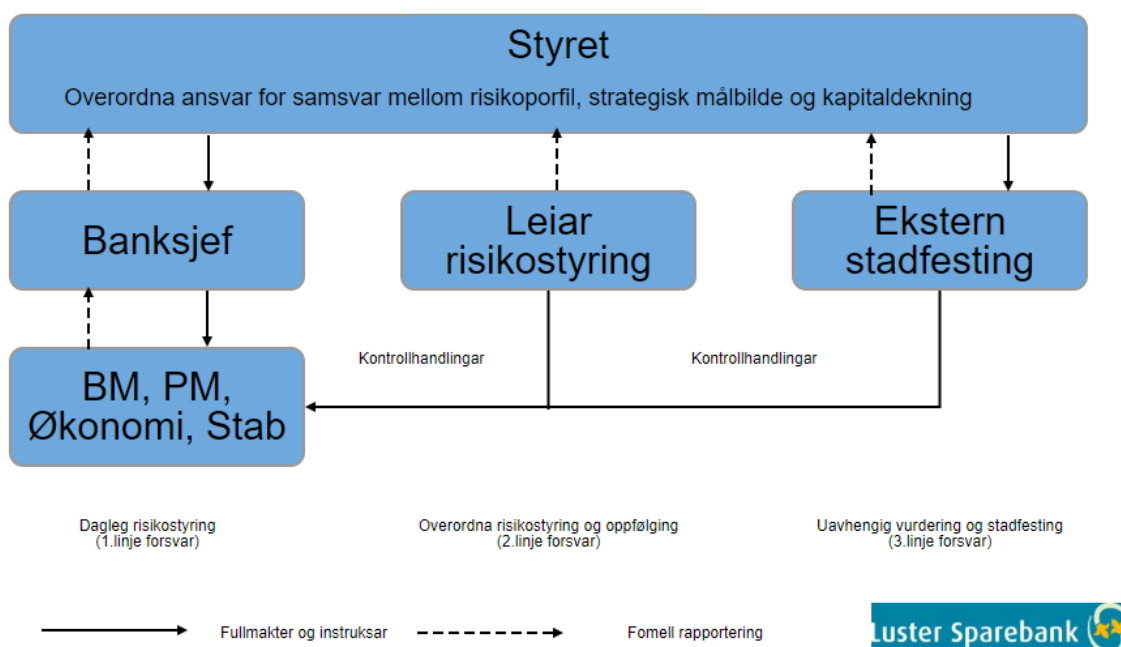 Styret
Overordna ansvar for samsvar mellom risikoporfil, strategisk målbilde og kapitaldekning
Banksjef
Leiar
risikostyring
Ekstern
stadfesting
Kontrollhandlingar
Kontrollhandlingar
BM, PM,
Økonomi, Stab
Dagleg risikostyring
(1.linje forsvar)
Overordna risikostyring og oppfølging
(2.linje forsvar)
Uavhengig vurdering og stadfesting
(3.linje forsvar)
Fullmakter og instruksar
Fomell rapportering
Luster Sparebank